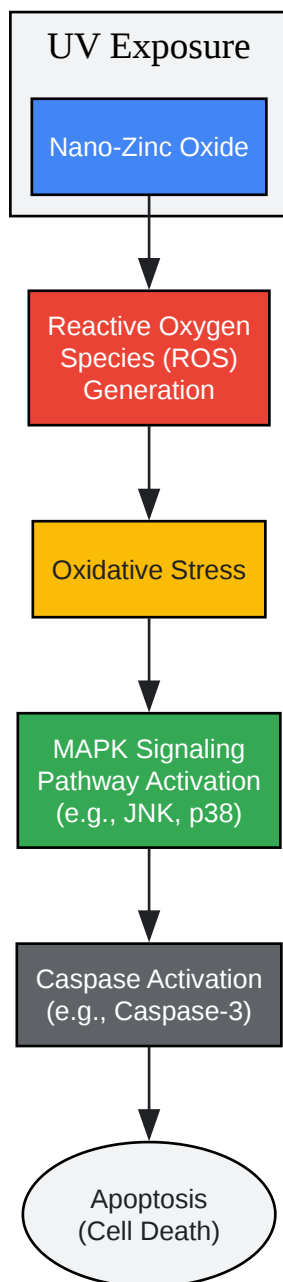 UV Exposure
Nano-Zinc Oxide
Reactive Oxygen
Species (ROS)
Generation
Oxidative Stress
MAPK Signaling
Pathway Activation
(e.g., JNK, p38)
Caspase Activation
(e.g., Caspase-3)
Apoptosis
(Cell Death)